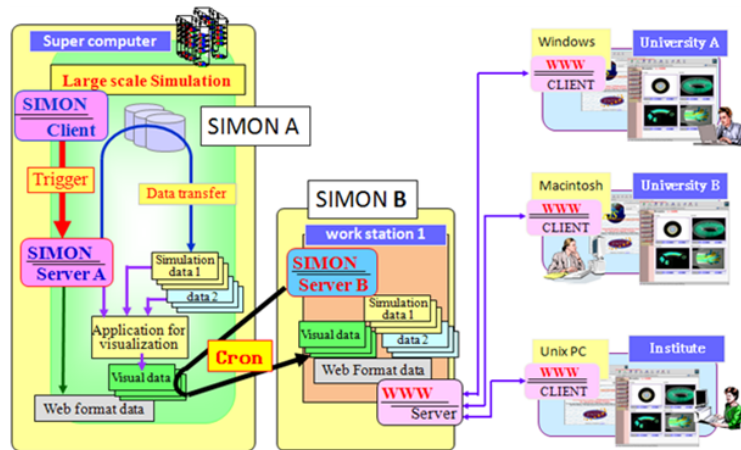 Super computer
Large scale Simulation
SIMON
Client
SIMON A
Trigger
Data transfer
SIMON
Server A
Simulation
data 1
data 2
Application for
visualization
Visual data
Web format data
Cron
SIMON B
work station 1
SIMON
Server B
Simulation
data 1
data 2
Visual data
Web Format data
WWW
Server
Windows
University A
WWW
CLIENT
Macintosh
University B
WWW
CLIENT
Unix PC
Institute
WWW
CLIENT